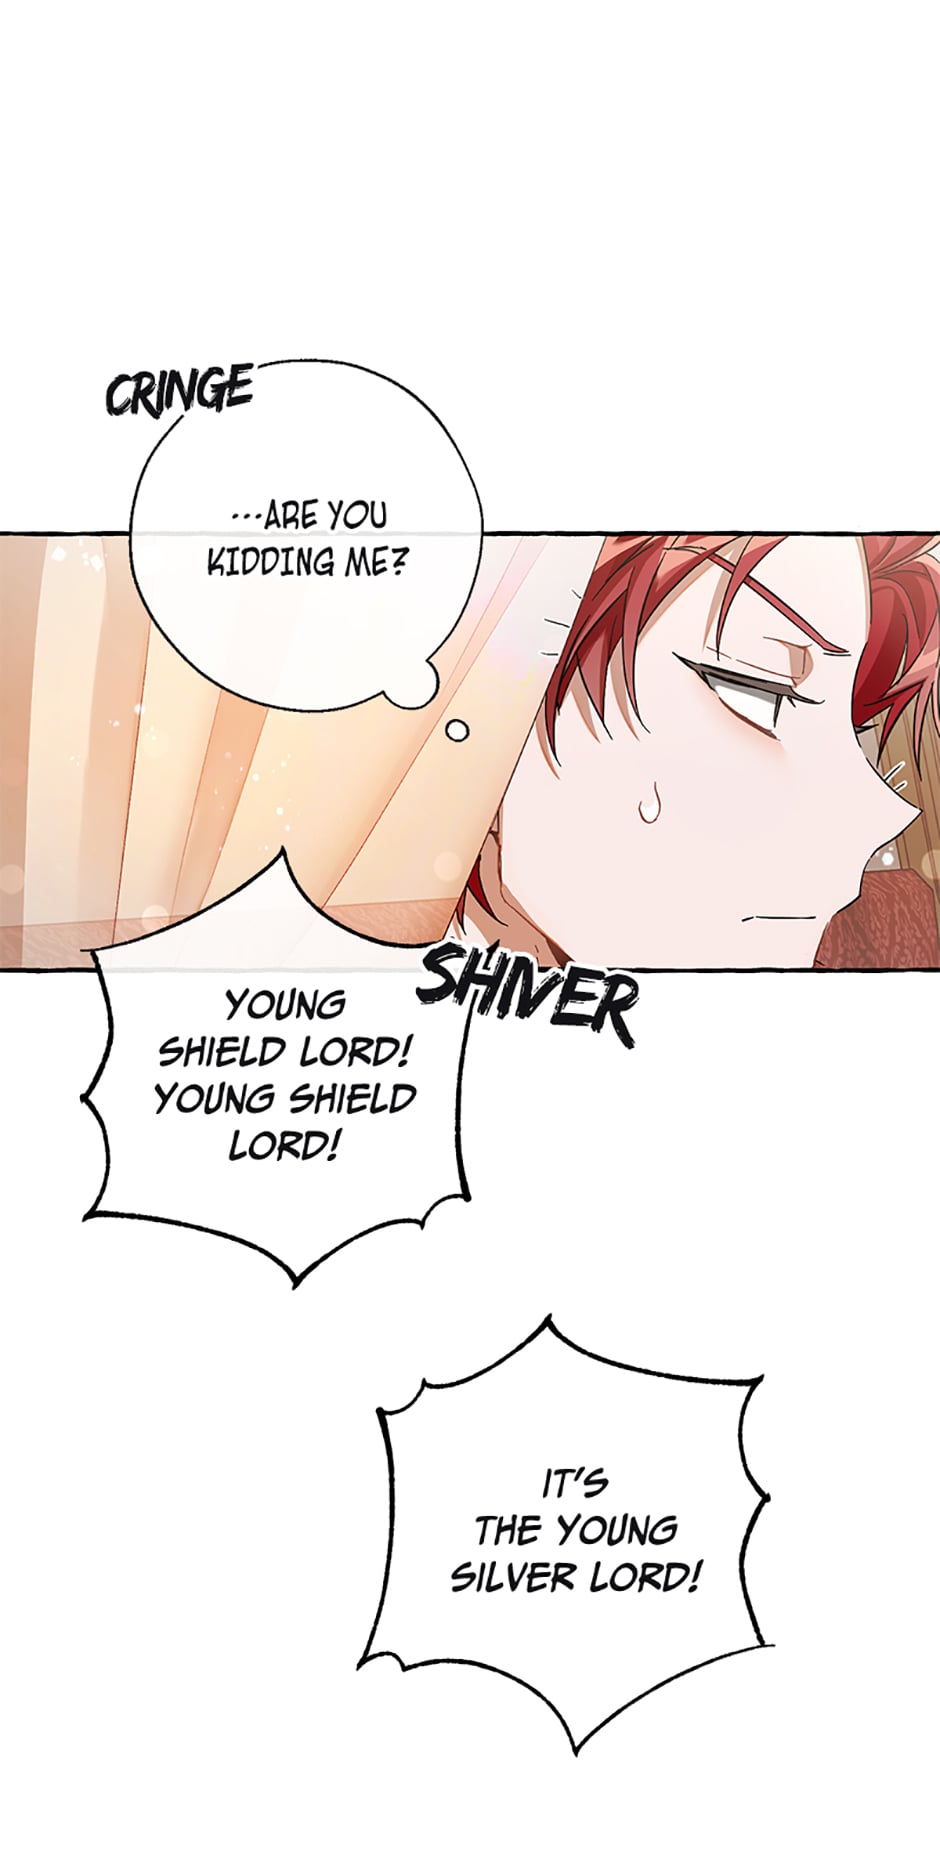 CRINGE
...ARE YOU
KIDDING ME?
SHIVER
YOUNG
SHIELD LORD!
YOUNG SHIELD
LORD!
IT'S
THE YOUNG
SILVER LORD!